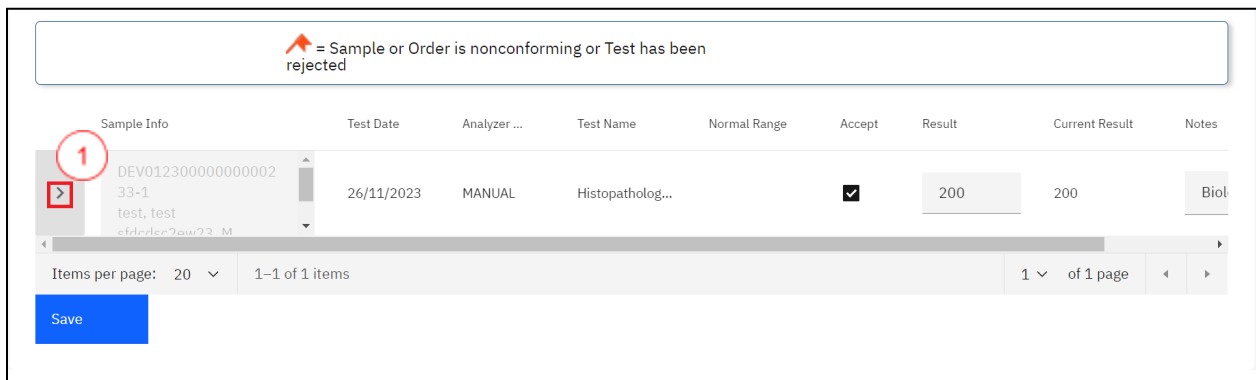 = Sample or Order is nonconforming or Test has been
rejected
Sample Info Test Date Analyzer ... Test Name Normal Range Accept Result Current Result Notes
1
DEV012300000000002
33-1
test, test
sfdcdsc2ew23, M
26/11/2023 MANUAL Histopatholog... 200 200 Biol
Items per page: 20 1–1 of 1 items 1 of 1 page
Save